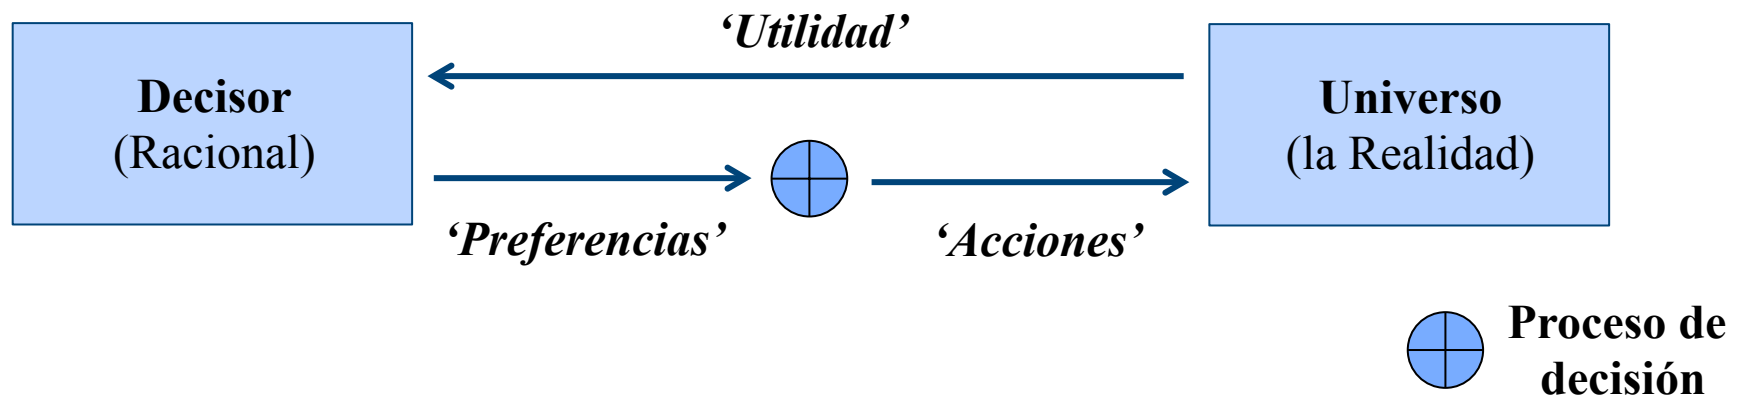 ‘Utilidad’
Decisor
(Racional)
Universo
(la Realidad)
‘Preferencias’
‘Acciones’
Proceso de
decisión